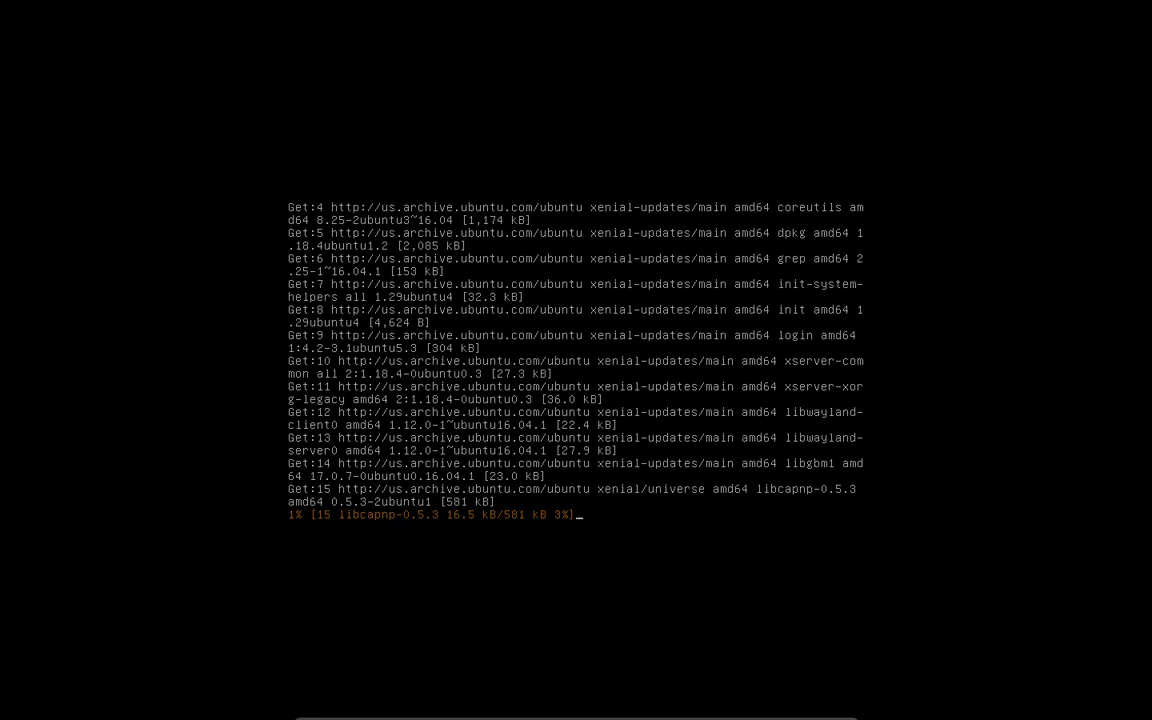 Get:4 http://us.archive.ubuntu.com/ubuntu xenial-updates/main amd64 coreutils am
d64 8.25-2ubuntu3~16.04 [1,174 kB]
Get:5 http://us.archive.ubuntu.com/ubuntu xenial-updates/main amd64 dpkg amd64 1
.18.4ubuntu1.2 [2,085 kB]
Get:6 http://us.archive.ubuntu.com/ubuntu xenial-updates/main amd64 grep amd64 2
.25-1~16.04.1 [153 kB]
Get:7 http://us.archive.ubuntu.com/ubuntu xenial-updates/main amd64 init-system-
helpers all 1.29ubuntu4 [32.3 kB]
Get:8 http://us.archive.ubuntu.com/ubuntu xenial-updates/main amd64 init amd64 1
.29ubuntu4 [4,624 B]
Get:9 http://us.archive.ubuntu.com/ubuntu xenial-updates/main amd64 login amd64
1:4.2-3.1ubuntu5.3 [304 kB]
Get:10 http://us.archive.ubuntu.com/ubuntu xenial-updates/main amd64 xserver-com
mon all 2:1.18.4-0ubuntu0.3 [27.3 kB]
Get:11 http://us.archive.ubuntu.com/ubuntu xenial-updates/main amd64 xserver-xor
g-legacy amd64 2:1.18.4-0ubuntu0.3 [36.0 kB]
Get:12 http://us.archive.ubuntu.com/ubuntu xenial-updates/main amd64 libwayland-
client0 amd64 1.12.0-1~ubuntu16.04.1 [22.4 kB]
Get:13 http://us.archive.ubuntu.com/ubuntu xenial-updates/main amd64 libwayland-
server0 amd64 1.12.0-1~ubuntu16.04.1 [27.9 kB]
Get:14 http://us.archive.ubuntu.com/ubuntu xenial-updates/main amd64 libgbm1 amd
64 17.0.7-0ubuntu0.16.04.1 [23.0 kB]
Get:15 http://us.archive.ubuntu.com/ubuntu xenial/universe amd64 libcapnp-0.5.3
amd64 0.5.3-2ubuntu1 [581 kB]
1% [15 libcapnp-0.5.3 16.5 kB/581 kB 3%]_